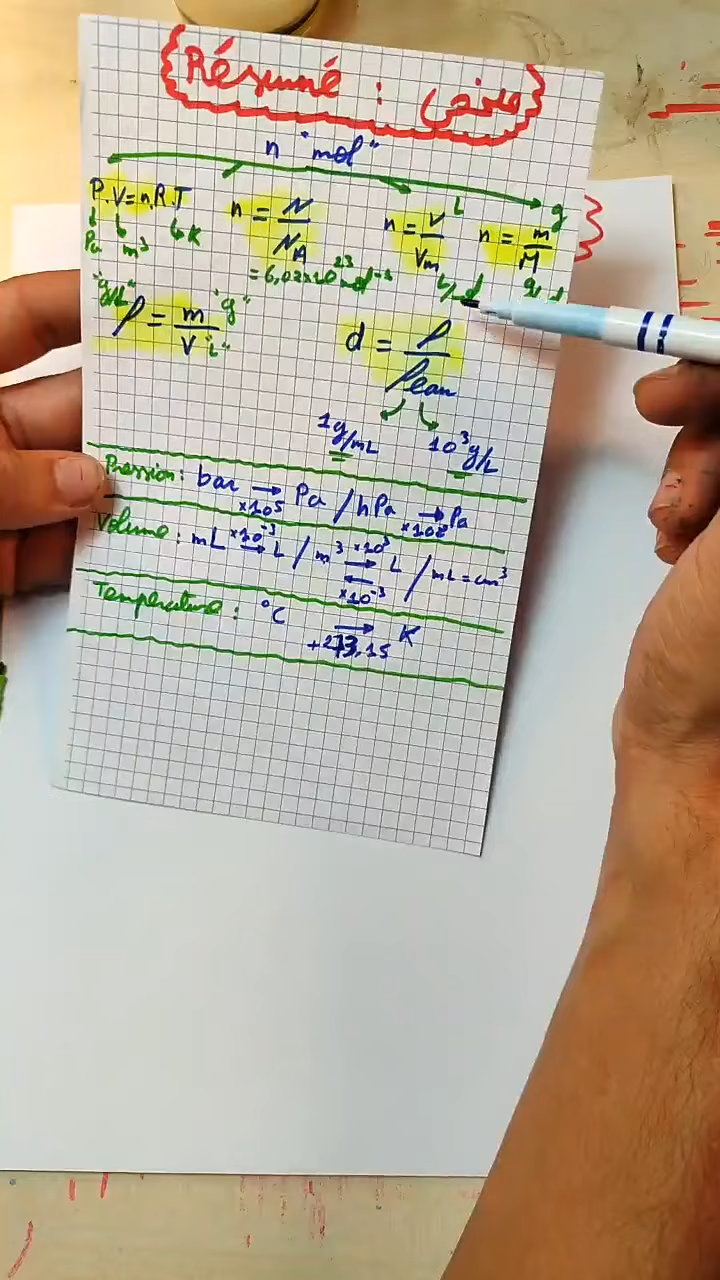 Résumé : ملخص
n "mol"
P.V=n.R.T n = N/NA n = V/Vm n = m/M
L g
Pa m³ K
= 6,02×10²³ mol⁻¹ L/mol
"g/L" ρ = m/V "g" "L"
d = ρ/ρeau
1g/mL 10³g/L
Pression : bar →×10⁵ Pa / hPa →×10² Pa
Volume : mL →×10⁻³ L / m³ →×10³ ←×10⁻³ L / mL = cm³
Température : °C →+273,15 K